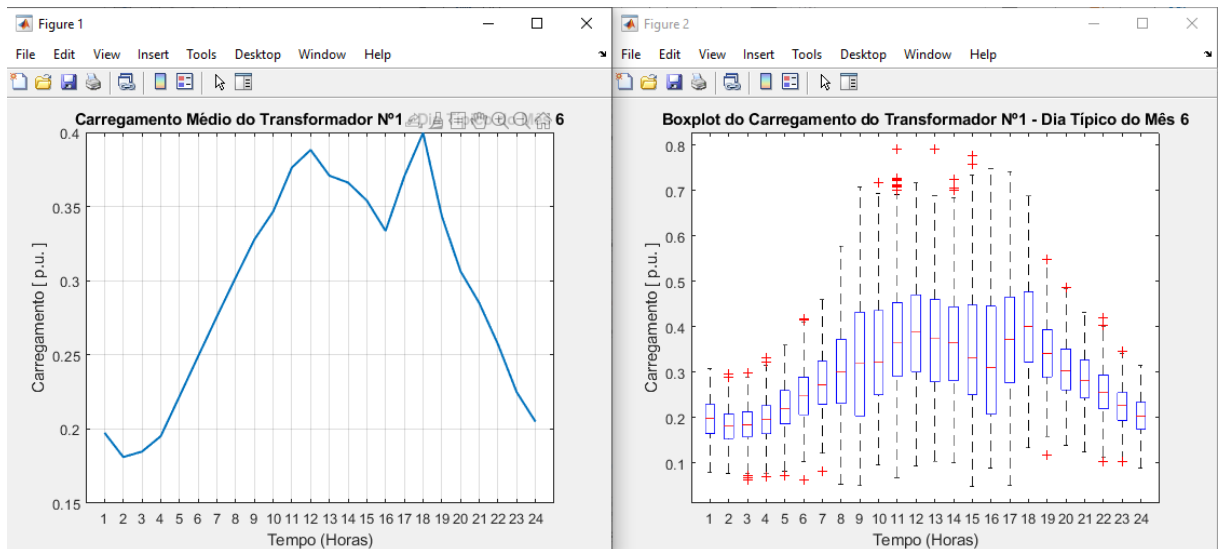 Figure 1
File Edit View Insert Tools Desktop Window Help
Carregamento Médio do Transformador Nº1 - Dia Típico do Mês 6
0.4
0.35
0.3
0.25
0.2
0.15
Carregamento [ p.u. ]
1 2 3 4 5 6 7 8 9 10 11 12 13 14 15 16 17 18 19 20 21 22 23 24
Tempo (Horas)
Figure 2
File Edit View Insert Tools Desktop Window Help
Boxplot do Carregamento do Transformador Nº1 - Dia Típico do Mês 6
0.8
0.7
0.6
0.5
0.4
0.3
0.2
0.1
Carregamento [ p.u. ]
1 2 3 4 5 6 7 8 9 10 11 12 13 14 15 16 17 18 19 20 21 22 23 24
Tempo (Horas)